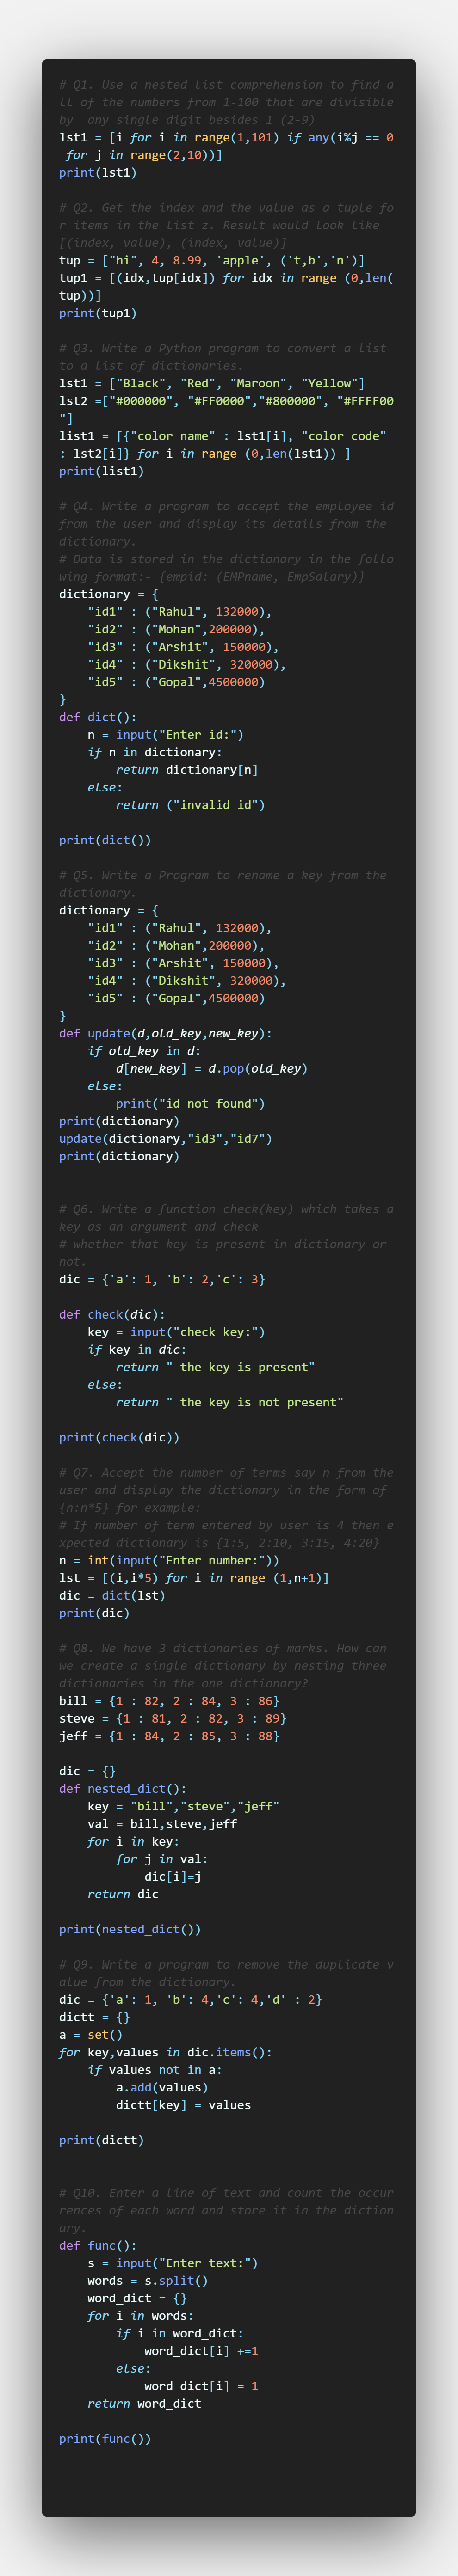 # Q1. Use a nested list comprehension to find a
ll of the numbers from 1-100 that are divisible
by  any single digit besides 1 (2-9)
lst1 = [i for i in range(1,101) if any(i%j == 0
 for j in range(2,10))]
print(lst1)
# Q2. Get the index and the value as a tuple fo
r items in the list z. Result would look like
[(index, value), (index, value)]
tup = ["hi", 4, 8.99, 'apple', ('t,b','n')]
tup1 = [(idx,tup[idx]) for idx in range (0,len(
tup))]
print(tup1)
# Q3. Write a Python program to convert a list
to a list of dictionaries.
lst1 = ["Black", "Red", "Maroon", "Yellow"]
lst2 =["#000000", "#FF0000","#800000", "#FFFF00
"]
list1 = [{"color name" : lst1[i], "color code"
: lst2[i]} for i in range (0,len(lst1)) ]
print(list1)
# Q4. Write a program to accept the employee id
from the user and display its details from the
dictionary.
# Data is stored in the dictionary in the follo
wing format:- {empid: (EMPname, EmpSalary)}
dictionary = {
    "id1" : ("Rahul", 132000),
    "id2" : ("Mohan",200000),
    "id3" : ("Arshit", 150000),
    "id4" : ("Dikshit", 320000),
    "id5" : ("Gopal",4500000)
}
def dict():
    n = input("Enter id:")
    if n in dictionary:
        return dictionary[n]
    else:
        return ("invalid id")
print(dict())
# Q5. Write a Program to rename a key from the
dictionary.
dictionary = {
    "id1" : ("Rahul", 132000),
    "id2" : ("Mohan",200000),
    "id3" : ("Arshit", 150000),
    "id4" : ("Dikshit", 320000),
    "id5" : ("Gopal",4500000)
}
def update(d,old_key,new_key):
    if old_key in d:
        d[new_key] = d.pop(old_key)
    else:
        print("id not found")
print(dictionary)
update(dictionary,"id3","id7")
print(dictionary)
# Q6. Write a function check(key) which takes a
key as an argument and check
# whether that key is present in dictionary or
not.
dic = {'a': 1, 'b': 2,'c': 3}
def check(dic):
    key = input("check key:")
    if key in dic:
        return " the key is present"
    else:
        return " the key is not present"
print(check(dic))
# Q7. Accept the number of terms say n from the
user and display the dictionary in the form of
{n:n*5} for example:
# If number of term entered by user is 4 then e
xpected dictionary is {1:5, 2:10, 3:15, 4:20}
n = int(input("Enter number:"))
lst = [(i,i*5) for i in range (1,n+1)]
dic = dict(lst)
print(dic)
# Q8. We have 3 dictionaries of marks. How can
we create a single dictionary by nesting three
dictionaries in the one dictionary?
bill = {1 : 82, 2 : 84, 3 : 86}
steve = {1 : 81, 2 : 82, 3 : 89}
jeff = {1 : 84, 2 : 85, 3 : 88}
dic = {}
def nested_dict():
    key = "bill","steve","jeff"
    val = bill,steve,jeff
    for i in key:
        for j in val:
            dic[i]=j
    return dic
print(nested_dict())
# Q9. Write a program to remove the duplicate v
alue from the dictionary.
dic = {'a': 1, 'b': 4,'c': 4,'d' : 2}
dictt = {}
a = set()
for key,values in dic.items():
    if values not in a:
        a.add(values)
        dictt[key] = values
print(dictt)
# Q10. Enter a line of text and count the occur
rences of each word and store it in the diction
ary.
def func():
    s = input("Enter text:")
    words = s.split()
    word_dict = {}
    for i in words:
        if i in word_dict:
            word_dict[i] +=1
        else:
            word_dict[i] = 1
    return word_dict
print(func())